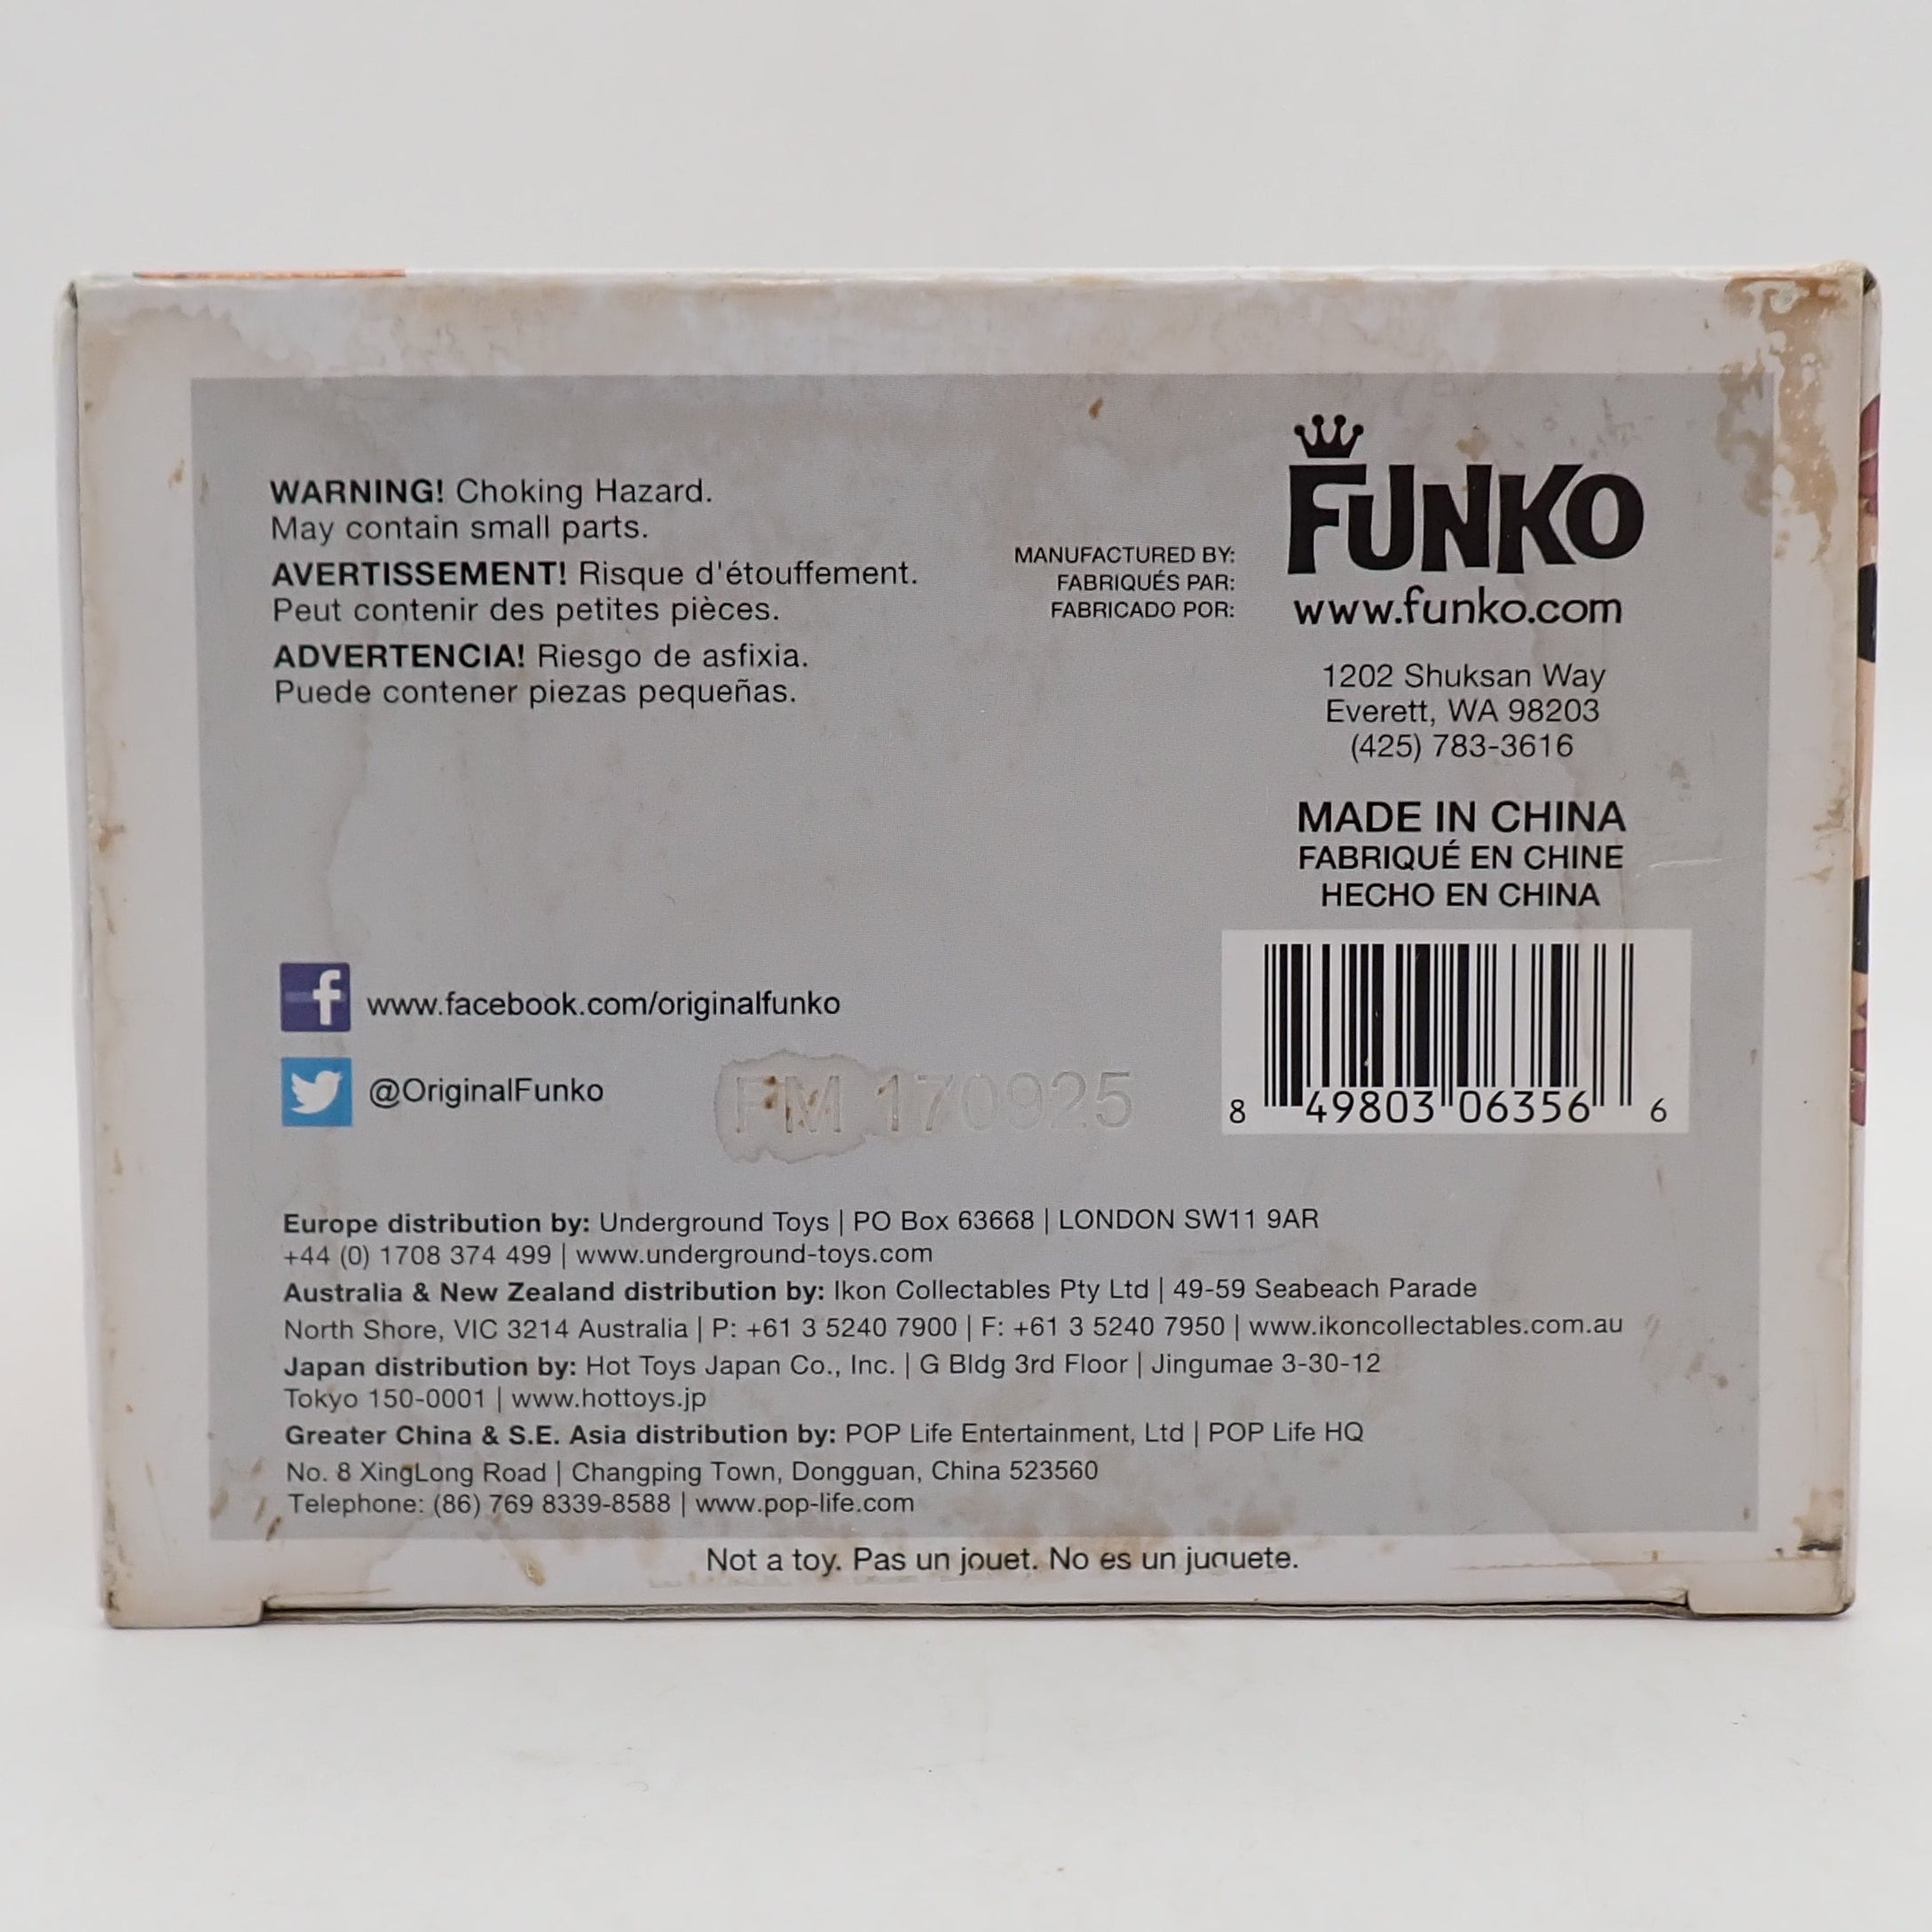 WARNING! Choking Hazard.
May contain small parts.
AVERTISSEMENT! Risque d'étouffement.
Peut contenir des petites pièces.
ADVERTENCIA! Riesgo de asfixia.
Puede contener piezas pequeñas.
MANUFACTURED BY:
FABRIQUÉS PAR:
FABRICADO POR:
FUNKO
www.funko.com
1202 Shuksan Way
Everett, WA 98203
(425) 783-3616
MADE IN CHINA
FABRIQUÉ EN CHINE
HECHO EN CHINA
f www.facebook.com/originalfunko
@OriginalFunko
FM 170925
8 49803 06356 6
Europe distribution by: Underground Toys | PO Box 63668 | LONDON SW11 9AR
+44 (0) 1708 374 499 | www.underground-toys.com
Australia & New Zealand distribution by: Ikon Collectables Pty Ltd | 49-59 Seabeach Parade
North Shore, VIC 3214 Australia | P: +61 3 5240 7900 | F: +61 3 5240 7950 | www.ikoncollectables.com.au
Japan distribution by: Hot Toys Japan Co., Inc. | G Bldg 3rd Floor | Jingumae 3-30-12
Tokyo 150-0001 | www.hottoys.jp
Greater China & S.E. Asia distribution by: POP Life Entertainment, Ltd | POP Life HQ
No. 8 XingLong Road | Changping Town, Dongguan, China 523560
Telephone: (86) 769 8339-8588 | www.pop-life.com
Not a toy. Pas un jouet. No es un juguete.